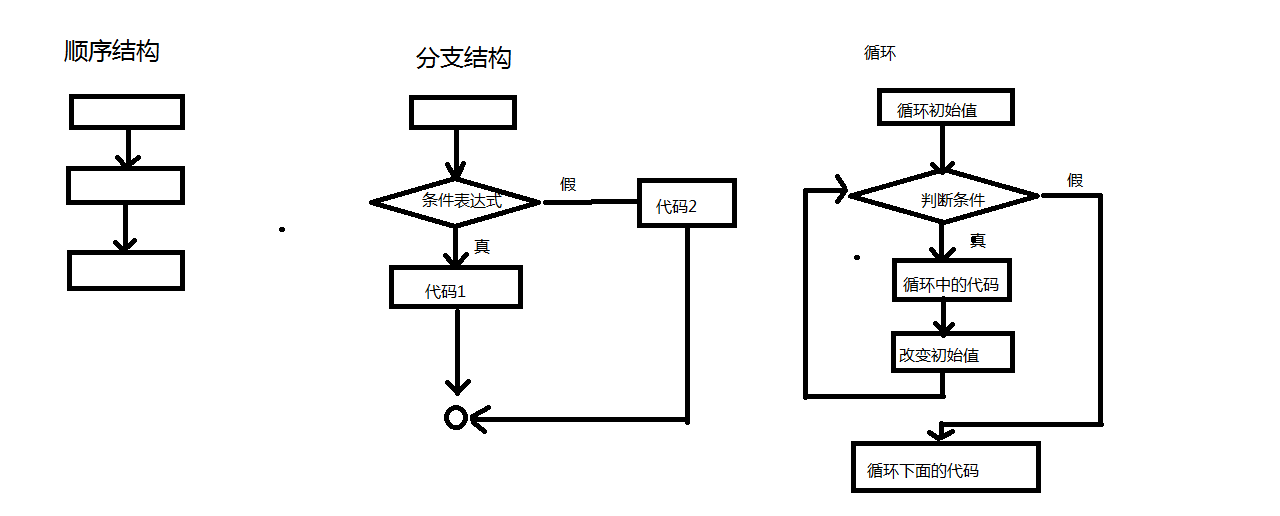 顺序结构
分支结构
条件表达式
假
代码2
真
代码1
循环
循环初始值
判断条件
假
真
循环中的代码
改变初始值
循环下面的代码